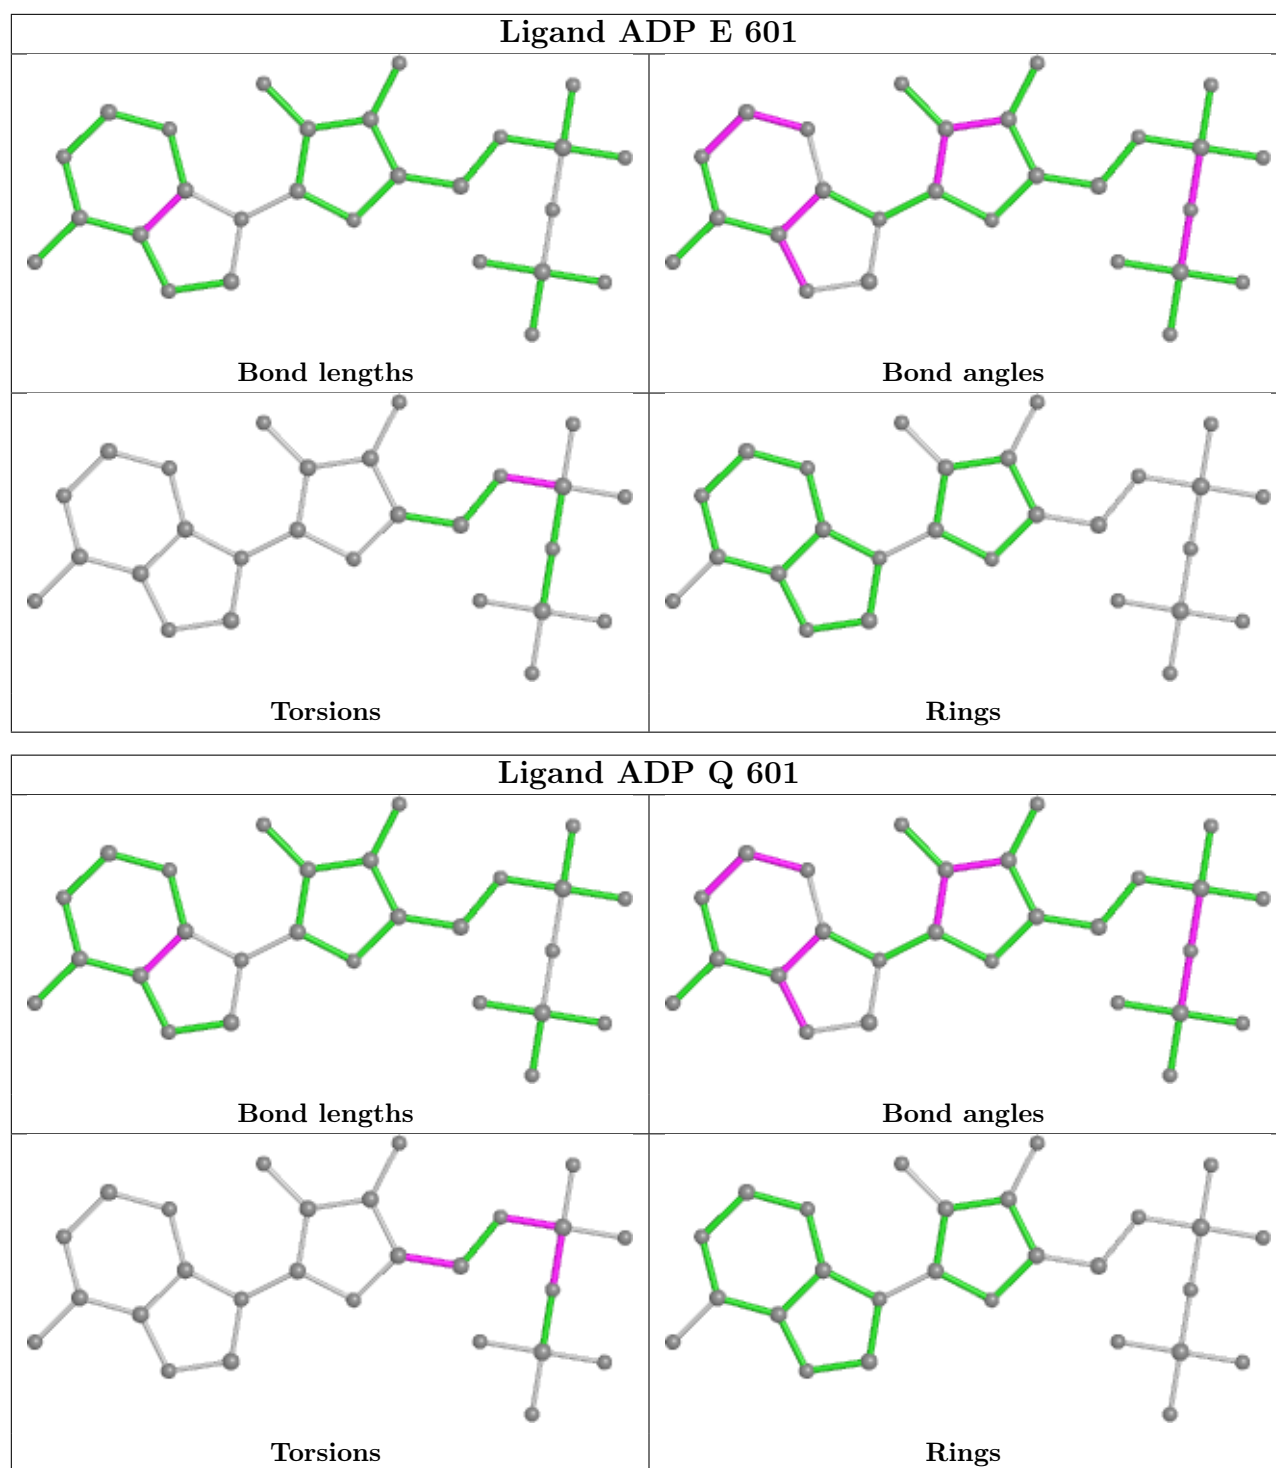 Ligand ADP E 601
Bond lengths
Bond angles
Torsions
Rings
Ligand ADP Q 601
Bond lengths
Bond angles
Torsions
Rings